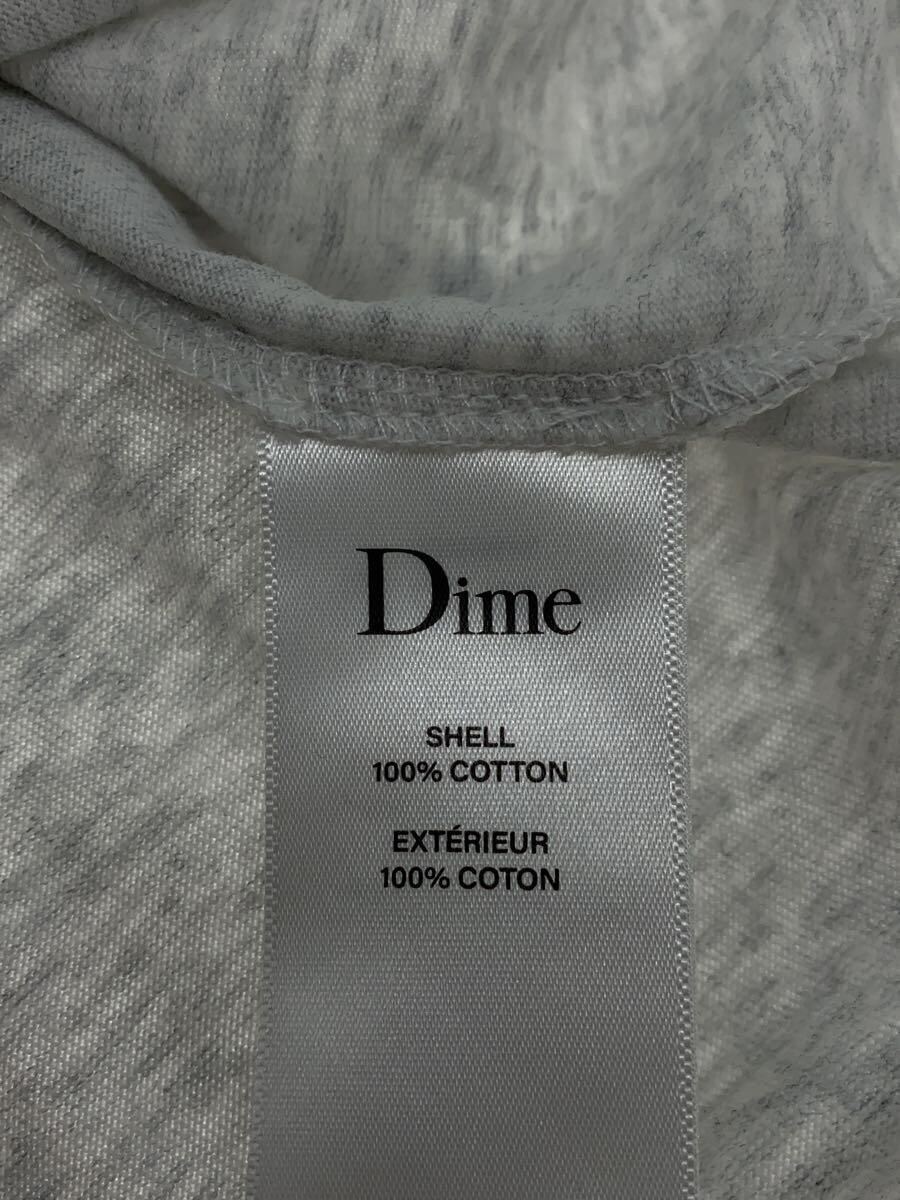 Dime
SHELL
100% COTTON
EXTÉRIEUR
100% COTON